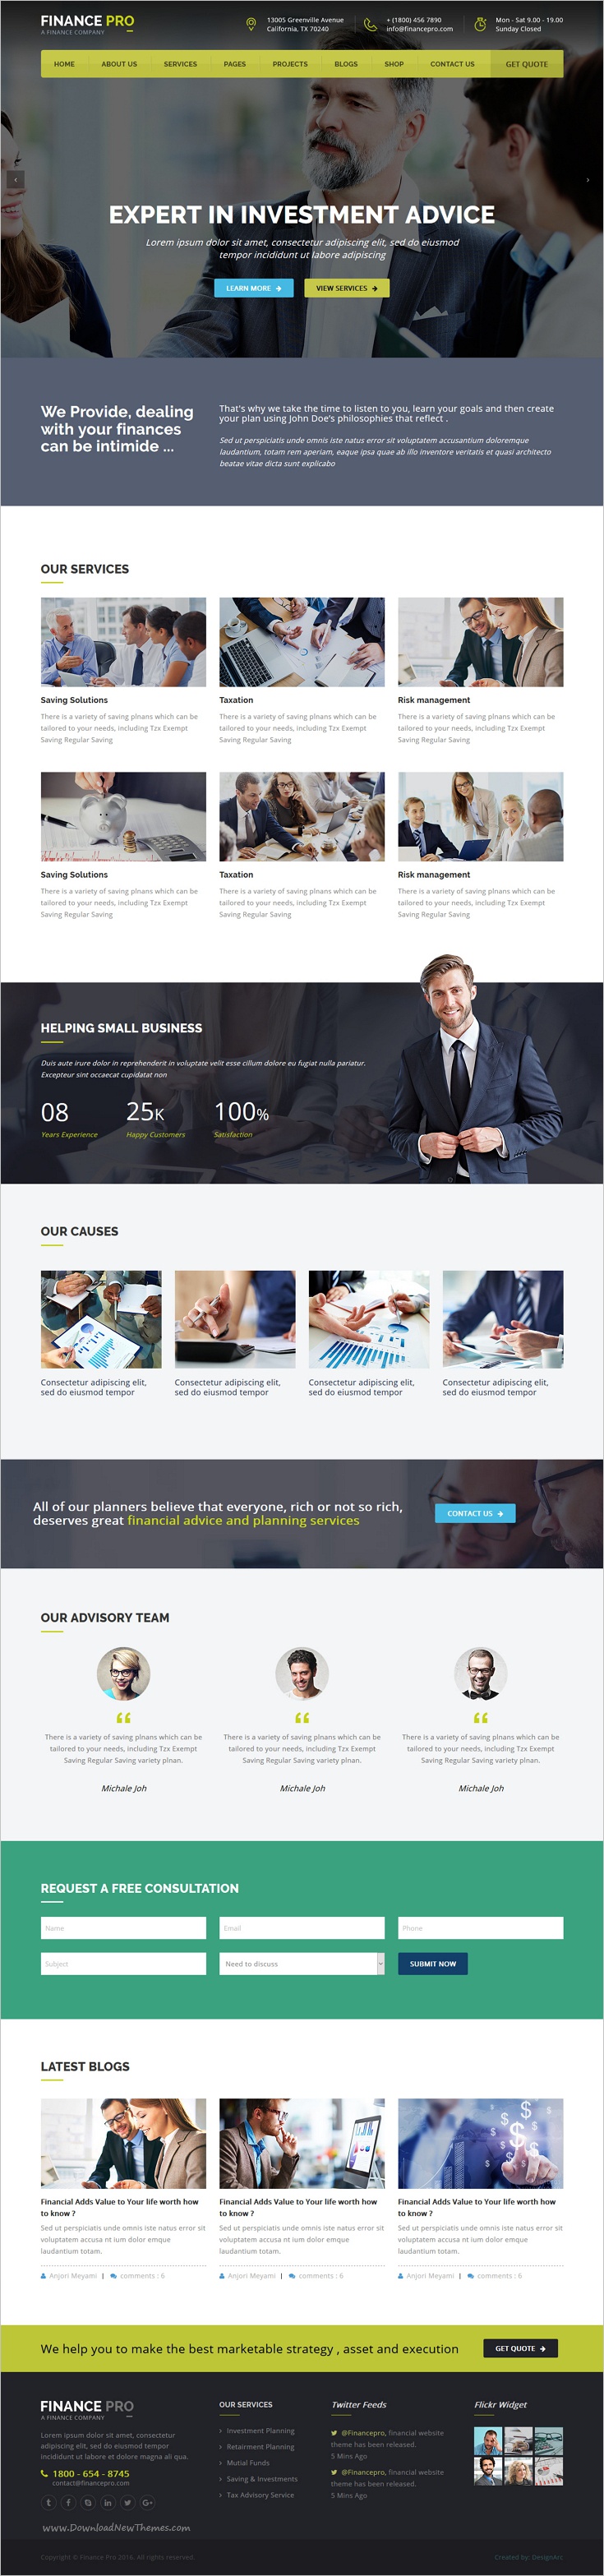 FINANCE PRO
A FINANCE COMPANY
13005 Greenville Avenue
California, TX 70240
+ (1800) 456 7890
info@financepro.com
Mon - Sat 9.00 - 19.00
Sunday Closed
HOME ABOUT US SERVICES PAGES PROJECTS BLOGS SHOP CONTACT US GET QUOTE
EXPERT IN INVESTMENT ADVICE
Lorem ipsum dolor sit amet, consectetur adipiscing elit, sed do eiusmod
tempor incididunt ut labore adipiscing
LEARN MORE
VIEW SERVICES
We Provide, dealing
with your finances
can be intimide ...
That's why we take the time to listen to you, learn your goals and then create
your plan using John Doe's philosophies that reflect .
Sed ut perspiciatis unde omnis iste natus error sit voluptatem accusantium doloremque
laudantium, totam rem aperiam, eaque ipsa quae ab illo inventore veritatis et quasi architecto
beatae vitae dicta sunt explicabo
OUR SERVICES
Saving Solutions
There is a variety of saving plnans which can be
tailored to your needs, including Tzx Exempt
Saving Regular Saving
Taxation
There is a variety of saving plnans which can be
tailored to your needs, including Tzx Exempt
Saving Regular Saving
Risk management
There is a variety of saving plnans which can be
tailored to your needs, including Tzx Exempt
Saving Regular Saving
Saving Solutions
There is a variety of saving plnans which can be
tailored to your needs, including Tzx Exempt
Saving Regular Saving
Taxation
There is a variety of saving plnans which can be
tailored to your needs, including Tzx Exempt
Saving Regular Saving
Risk management
There is a variety of saving plnans which can be
tailored to your needs, including Tzx Exempt
Saving Regular Saving
HELPING SMALL BUSINESS
Duis aute irure dolor in reprehenderit in voluptate velit esse cillum dolore eu fugiat nulla pariatur.
Excepteur sint occaecat cupidatat non
08
Years Experience
25K
Happy Customers
100%
Satisfaction
OUR CAUSES
Consectetur adipiscing elit,
sed do eiusmod tempor
Consectetur adipiscing elit,
sed do eiusmod tempor
Consectetur adipiscing elit,
sed do eiusmod tempor
Consectetur adipiscing elit,
sed do eiusmod tempor
All of our planners believe that everyone, rich or not so rich,
deserves great financial advice and planning services
CONTACT US
OUR ADVISORY TEAM
There is a variety of saving plnans which can be
tailored to your needs, including Tzx Exempt
Saving Regular Saving variety plnan.
Michale Joh
There is a variety of saving plnans which can be
tailored to your needs, including Tzx Exempt
Saving Regular Saving variety plnan.
Michale Joh
There is a variety of saving plnans which can be
tailored to your needs, including Tzx Exempt
Saving Regular Saving variety plnan.
Michale Joh
REQUEST A FREE CONSULTATION
Name
Email
Phone
Subject
Need to discuss
SUBMIT NOW
LATEST BLOGS
Financial Adds Value to Your life worth how
to know ?
Sed ut perspiciatis unde omnis iste natus error sit
voluptatem accusa nt ium dolor emque
laudantium totam.
Anjori Meyami | comments : 6
Financial Adds Value to Your life worth how
to know ?
Sed ut perspiciatis unde omnis iste natus error sit
voluptatem accusa nt ium dolor emque
laudantium totam.
Anjori Meyami | comments : 6
Financial Adds Value to Your life worth how
to know ?
Sed ut perspiciatis unde omnis iste natus error sit
voluptatem accusa nt ium dolor emque
laudantium totam.
Anjori Meyami | comments : 6
We help you to make the best marketable strategy , asset and execution
GET QUOTE
FINANCE PRO
A FINANCE COMPANY
Lorem ipsum dolor sit amet, consectetur
adipiscing elit, sed do eiusmod tempor
incididunt ut labore et dolore magna ali qua.
1800 - 654 - 8745
contact@financepro.com
OUR SERVICES
Investment Planning
Retairment Planning
Mutial Funds
Saving & Investments
Tax Advisory Service
Twitter Feeds
@Financepro, financial website
theme has been released.
5 Mins Ago
@Financepro, financial website
theme has been released.
5 Mins Ago
Flickr Widget
www.DownloadNewThemes.com
Copyright © Finance Pro 2016. All rights reserved.
Created by: DesignArc